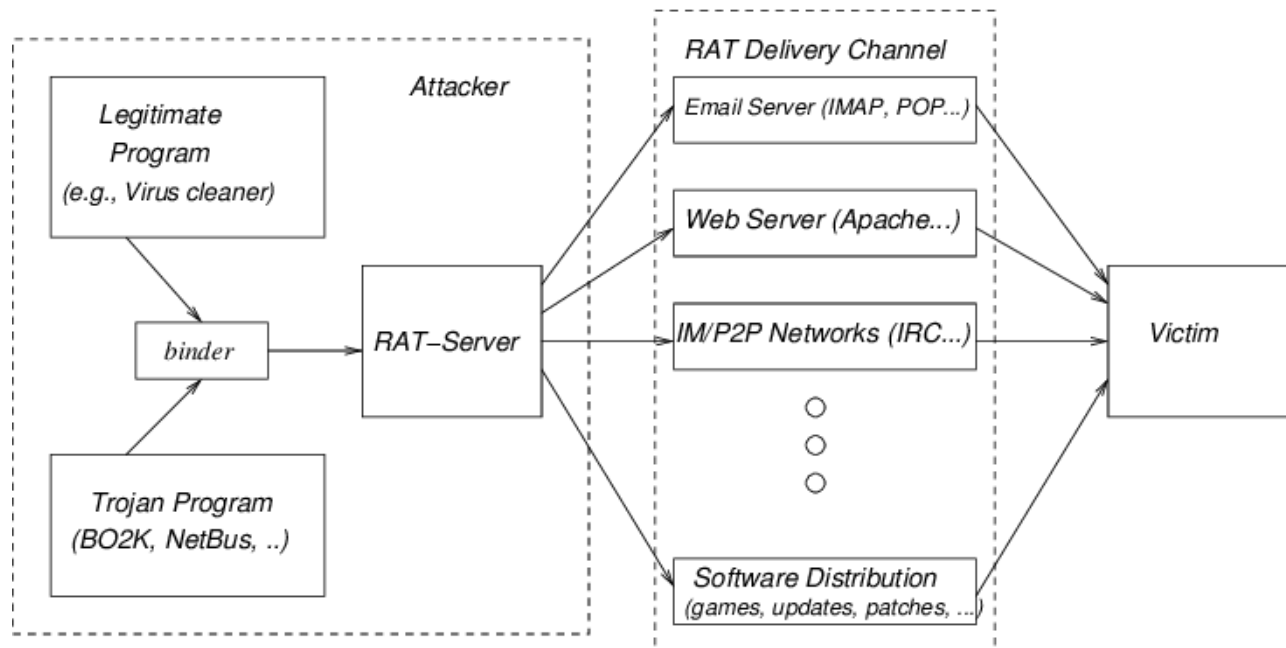 Attacker
Legitimate
Program
(e.g., Virus cleaner)
binder
RAT–Server
Trojan Program
(BO2K, NetBus, ..)
RAT Delivery Channel
Email Server (IMAP, POP...)
Web Server (Apache...)
IM/P2P Networks (IRC...)
Software Distribution
(games, updates, patches, ...)
Victim